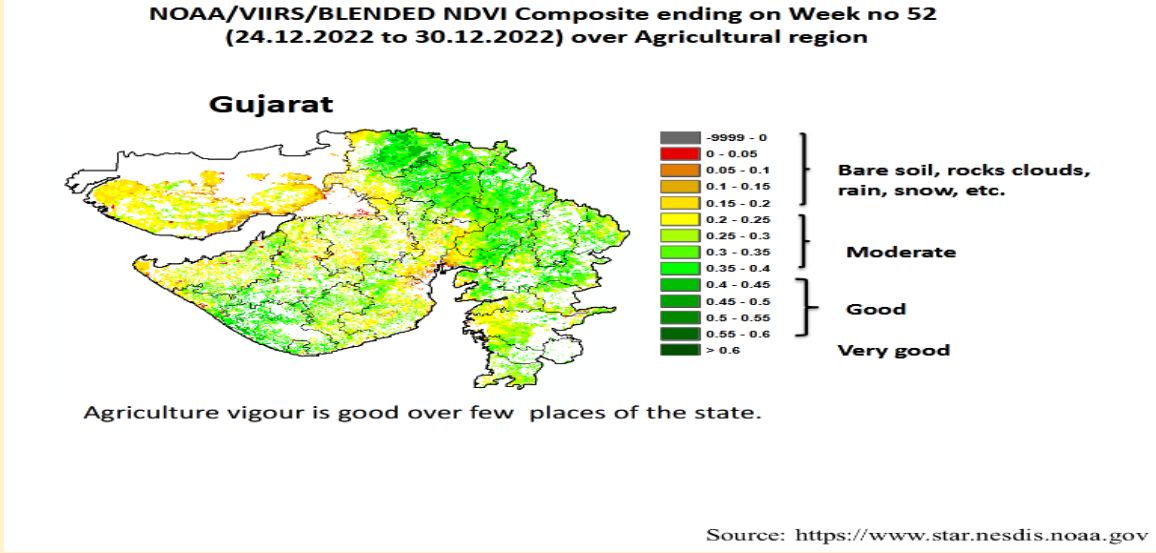 NOAA/VIIRS/BLENDED NDVI Composite ending on Week no 52
(24.12.2022 to 30.12.2022) over Agricultural region
Gujarat
-9999 - 0
0 - 0.05
0.05 - 0.1
0.1 - 0.15
0.15 - 0.2
0.2 - 0.25
0.25 - 0.3
0.3 - 0.35
0.35 - 0.4
0.4 - 0.45
0.45 - 0.5
0.5 - 0.55
0.55 - 0.6
> 0.6
Bare soil, rocks clouds,
rain, snow, etc.
Moderate
Good
Very good
Agriculture vigour is good over few places of the state.
Source: https://www.star.nesdis.noaa.gov